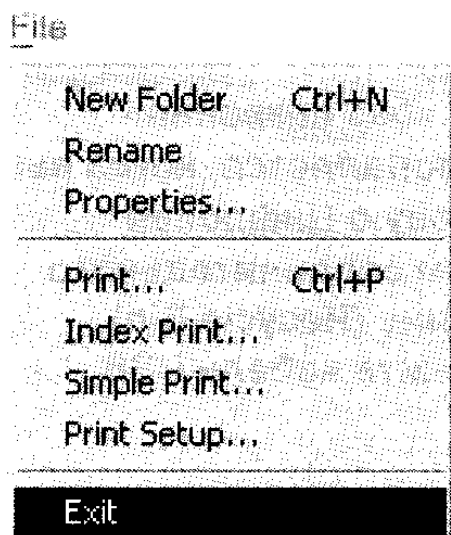 File
New Folder Ctrl+N
Rename
Properties...
Print... Ctrl+P
Index Print...
Simple Print...
Print Setup...
Exit